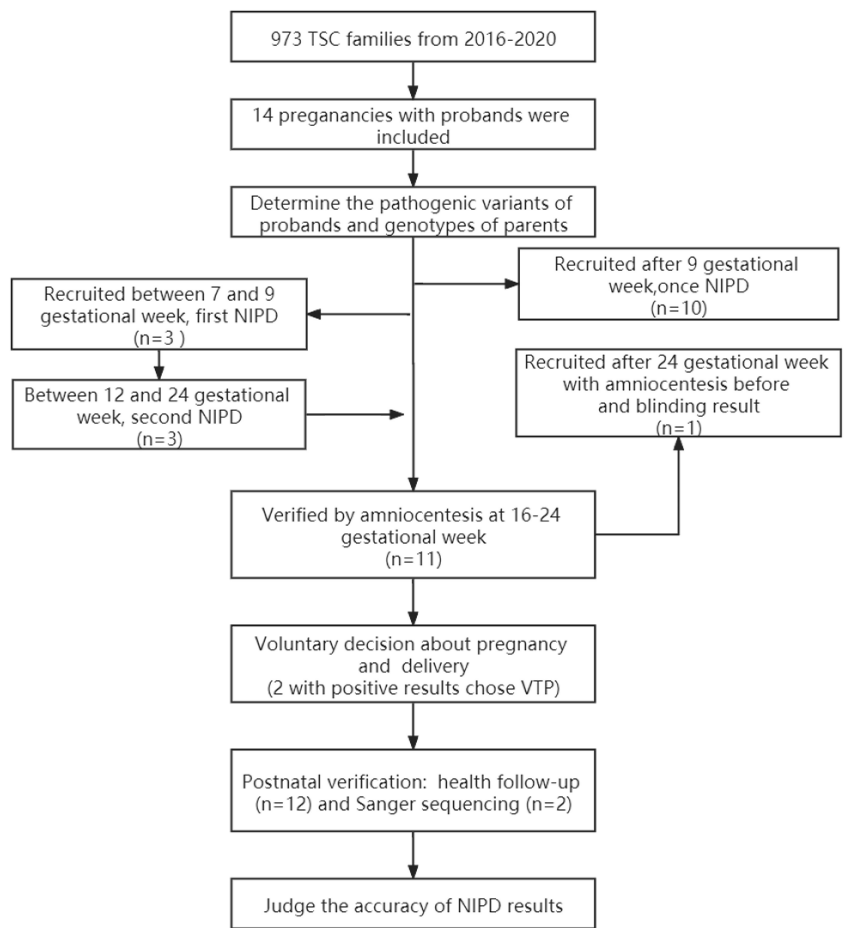 973 TSC families from 2016-2020
14 preganancies with probands were
included
Determine the pathogenic variants of
probands and genotypes of parents
Recruited after 9 gestational
week,once NIPD
(n=10)
Recruited between 7 and 9
gestational week, first NIPD
(n=3 )
Recruited after 24 gestational week
with amniocentesis before
and blinding result
(n=1)
Between 12 and 24 gestational
week, second NIPD
(n=3)
Verified by amniocentesis at 16-24
gestational week
(n=11)
Voluntary decision about pregnancy
and delivery
(2 with positive results chose VTP)
Postnatal verification: health follow-up
(n=12) and Sanger sequencing (n=2)
Judge the accuracy of NIPD results